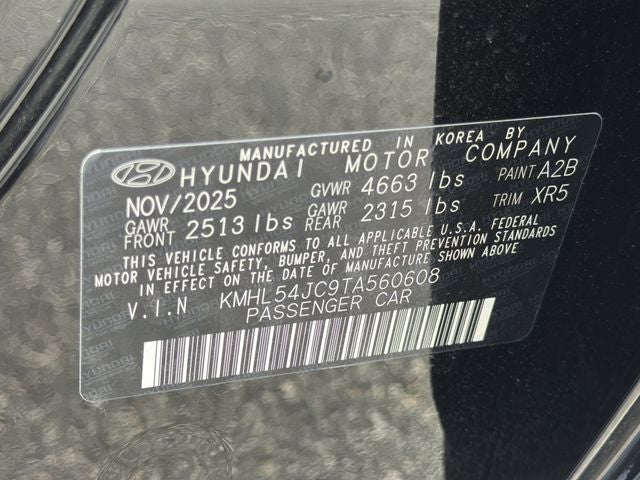 MANUFACTURED IN KOREA BY
HYUNDAI MOTOR COMPANY
NOV/2025 GVWR 4663 lbs PAINT A2B
GAWR FRONT 2513 lbs GAWR REAR 2315 lbs TRIM XR5
THIS VEHICLE CONFORMS TO ALL APPLICABLE U.S.A. FEDERAL
MOTOR VEHICLE SAFETY, BUMPER, AND THEFT PREVENTION STANDARDS
IN EFFECT ON THE DATE OF MANUFACTURE SHOWN ABOVE
V.I.N KMHL54JC9TA560608
PASSENGER CAR